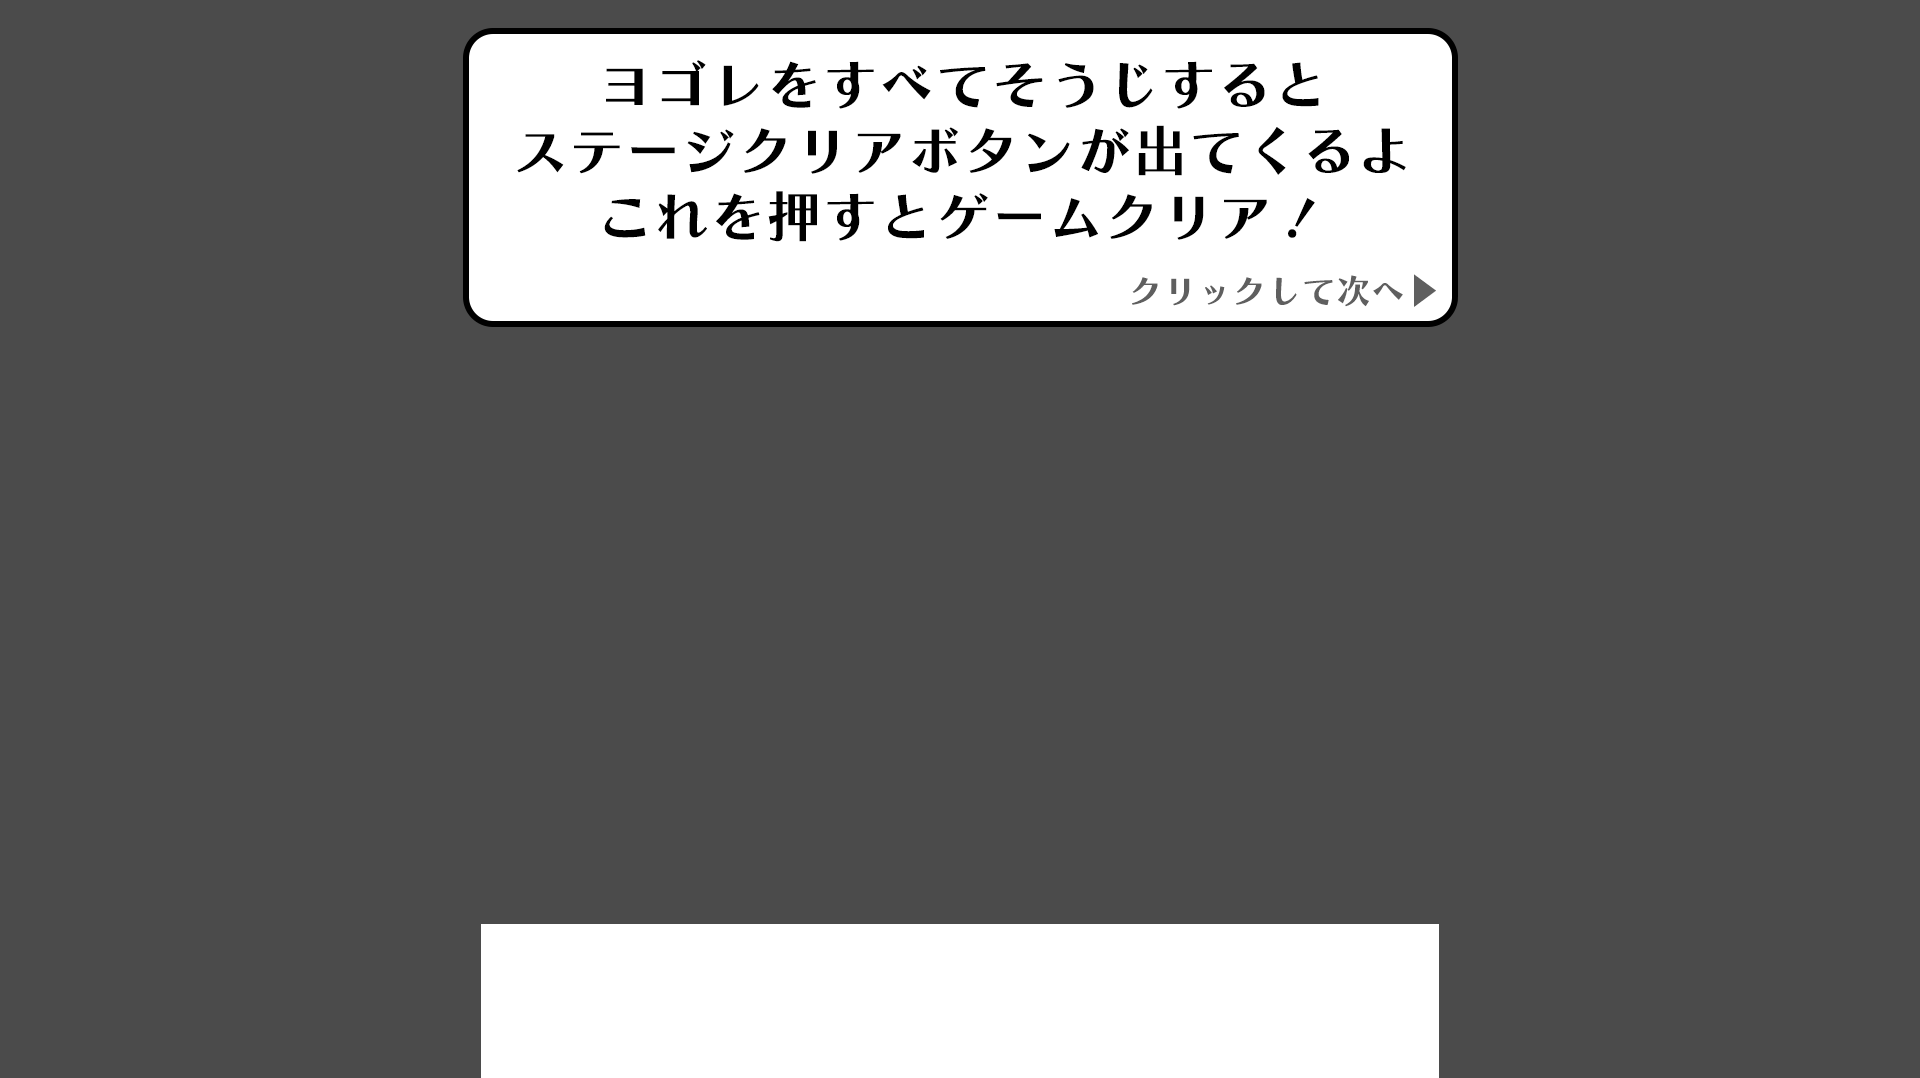 ヨゴレをすべてそうじすると
ステージクリアボタンが出てくるよ
これを押すとゲームクリア！
クリックして次へ▶